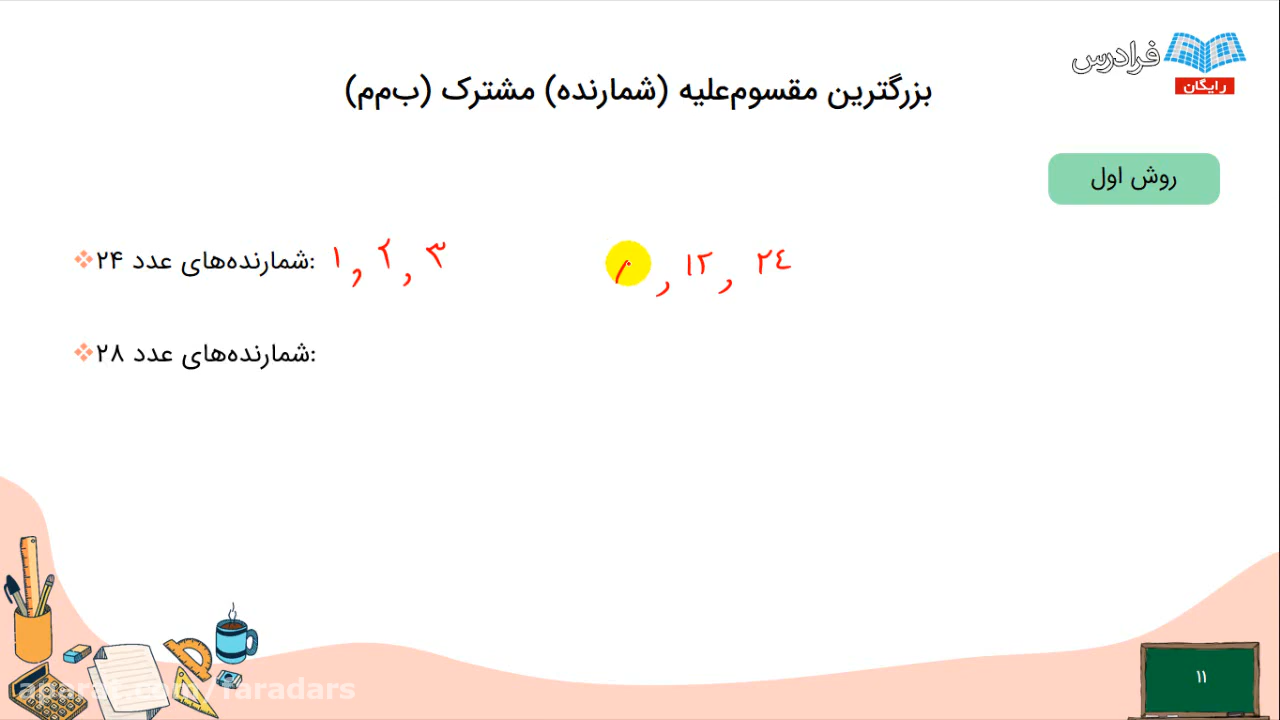 فرادرس
رایگان
بزرگترین مقسوم‌علیه (شمارنده) مشترک (ب‌م‌م)
روش اول
شمارنده‌های عدد ۲۴: ۱ , ۲ , ۳ , ۱۲ , ۲۴
شمارنده‌های عدد ۲۸:
aparat.com/faradars
۱۱